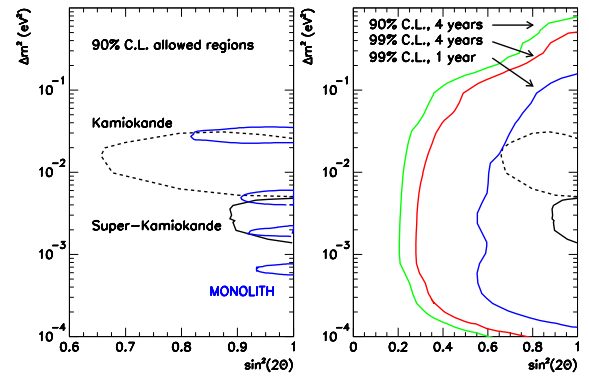 Δm² (eV²)
90% C.L. allowed regions
10⁻¹
Kamiokande
10⁻²
Super-Kamiokande
10⁻³
MONOLITH
10⁻⁴
0.6 0.7 0.8 0.9 1
sin²(2Θ)
Δm² (eV²)
90% C.L., 4 years
99% C.L., 4 years
99% C.L., 1 year
10⁻¹
10⁻²
10⁻³
10⁻⁴
0 0.2 0.4 0.6 0.8 1
sin²(2Θ)